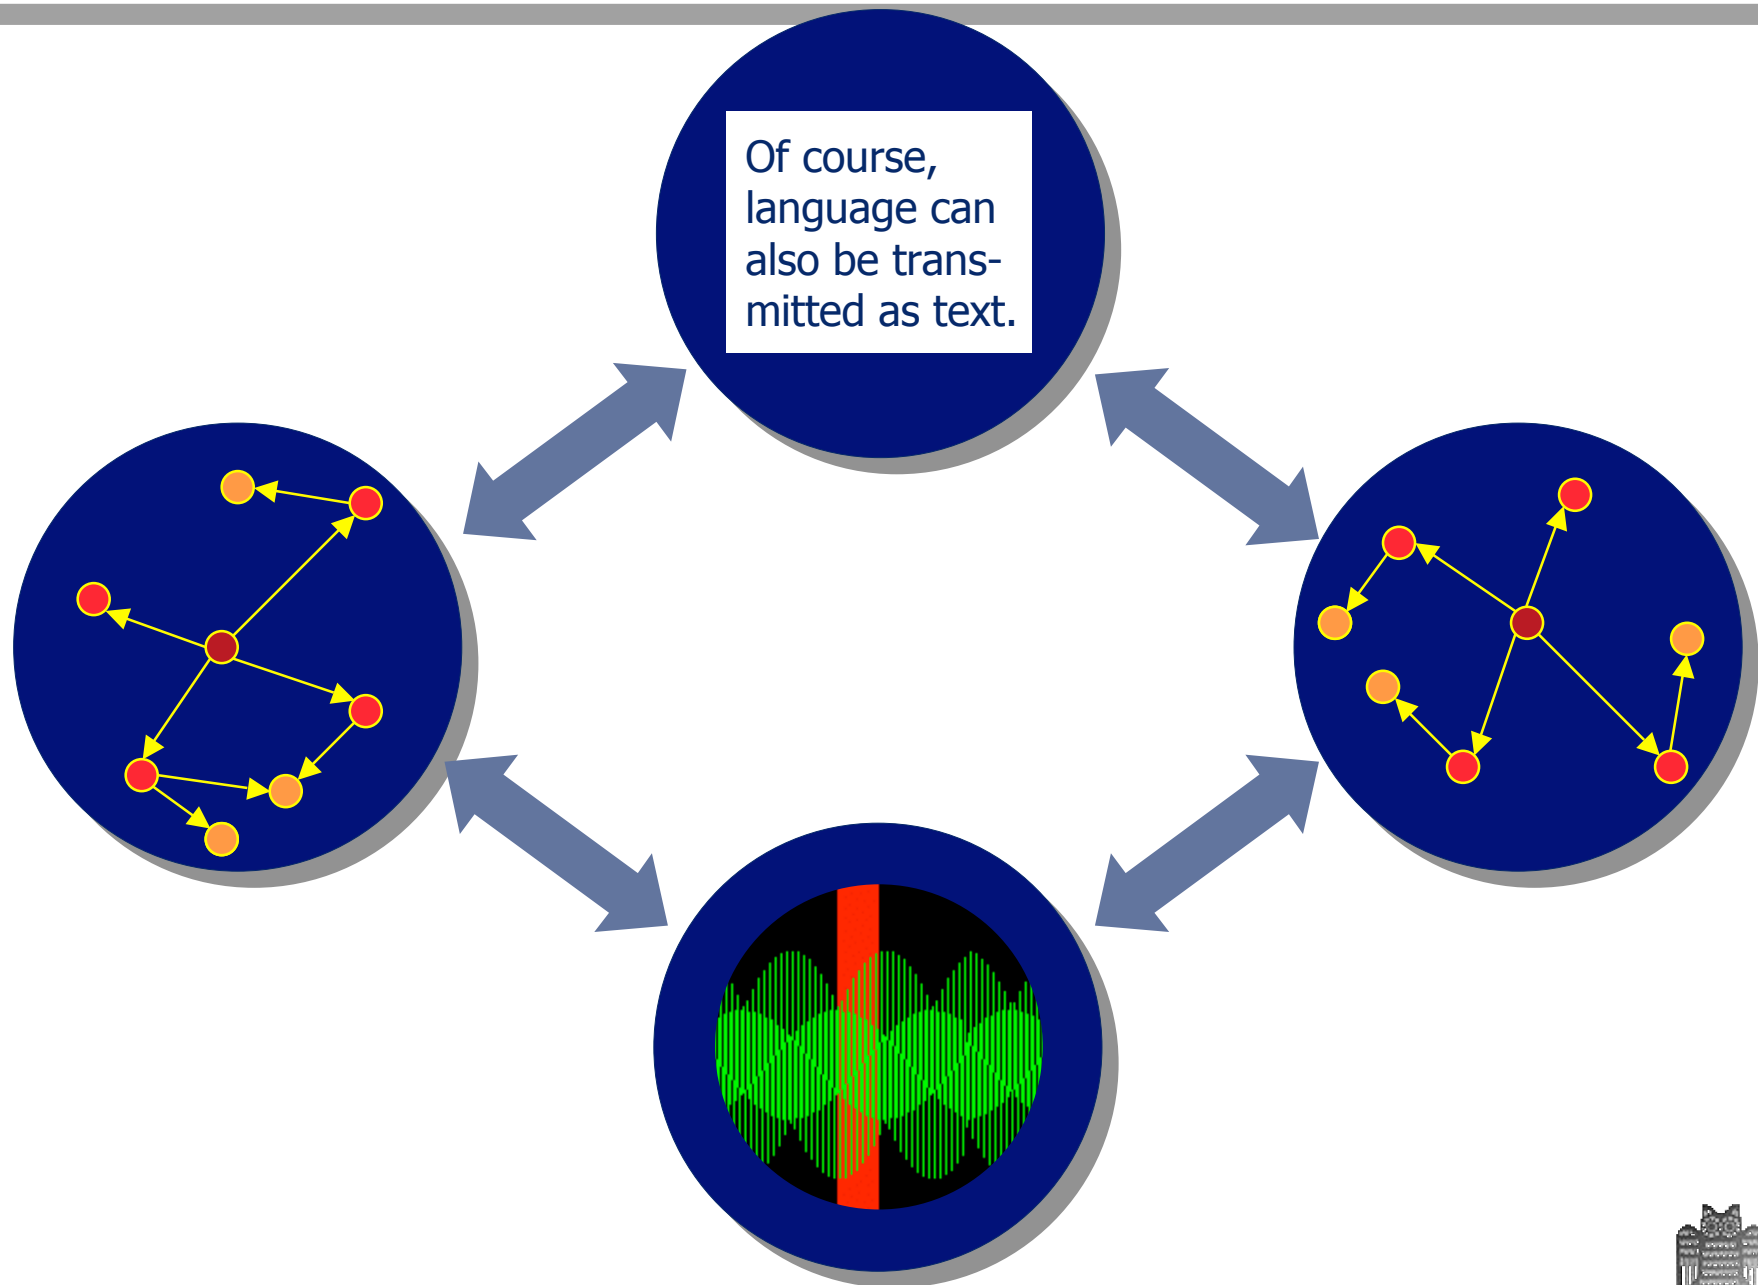 Of course,
language can
also be trans-
mitted as text.